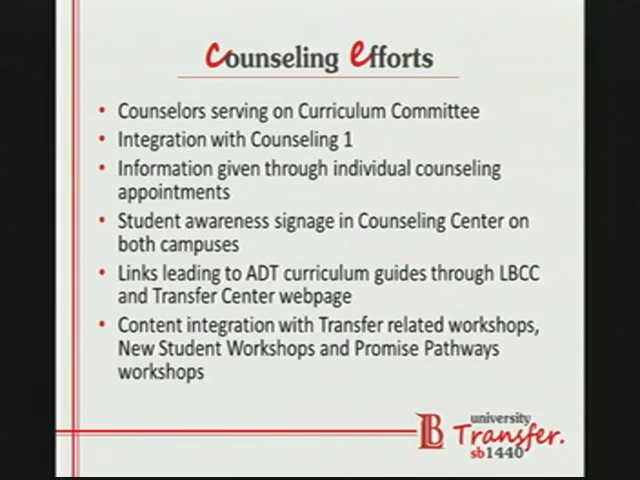 Counseling Efforts
• Counselors serving on Curriculum Committee
• Integration with Counseling 1
• Information given through individual counseling
appointments
• Student awareness signage in Counseling Center on
both campuses
• Links leading to ADT curriculum guides through LBCC
and Transfer Center webpage
• Content integration with Transfer related workshops,
New Student Workshops and Promise Pathways
workshops
LB university
Transfer.
sb1440